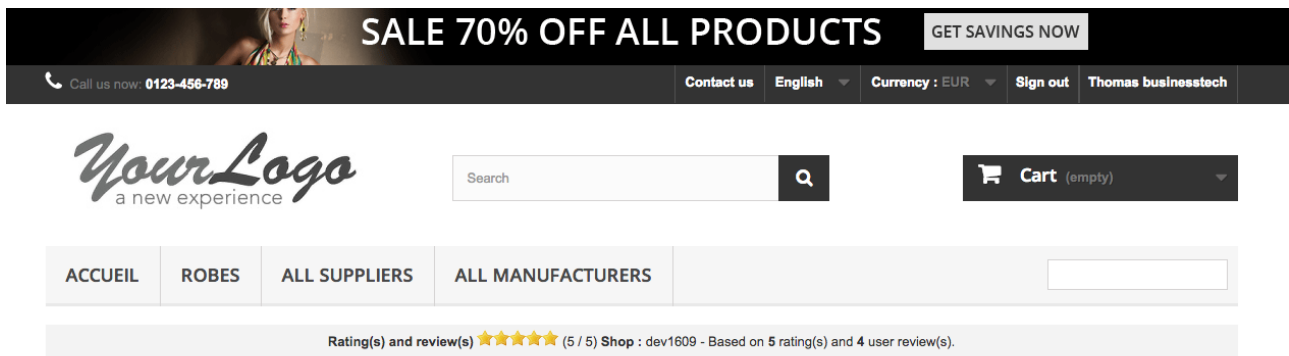 SALE 70% OFF ALL PRODUCTS GET SAVINGS NOW
Call us now: 0123-456-789 Contact us English Currency : EUR Sign out Thomas businesstech
YourLogo
a new experience
Search
Cart (empty)
ACCUEIL ROBES ALL SUPPLIERS ALL MANUFACTURERS
Rating(s) and review(s) (5 / 5) Shop : dev1609 - Based on 5 rating(s) and 4 user review(s).